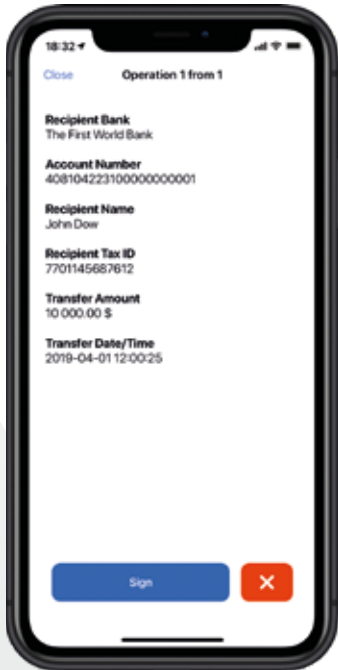 18:32
Close Operation 1 from 1
Recipient Bank
The First World Bank
Account Number
408104223100000000001
Recipient Name
John Dow
Recipient Tax ID
7701145687612
Transfer Amount
10 000.00 $
Transfer Date/Time
2019-04-01 12:00:25
Sign